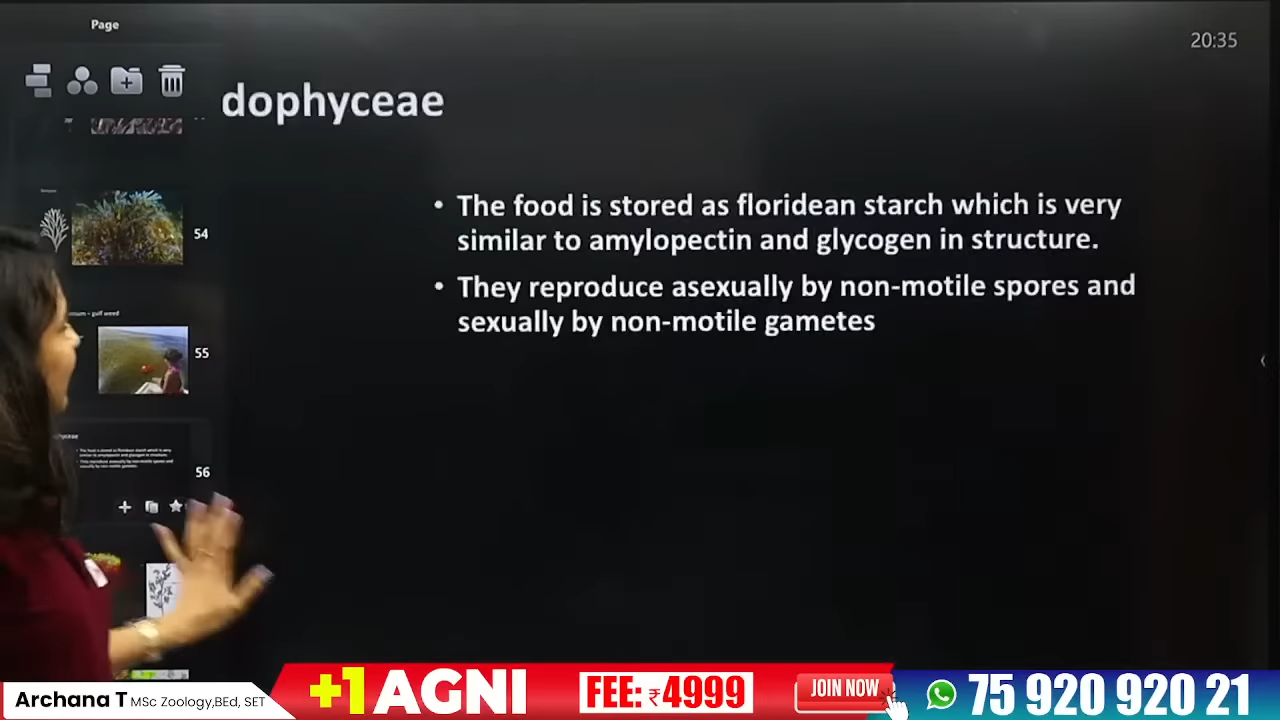 Page
20:35
dophyceae
54
• The food is stored as floridean starch which is very
similar to amylopectin and glycogen in structure.
• They reproduce asexually by non-motile spores and
sexually by non-motile gametes
- gulf weed
55
56
Archana T MSc Zoology,BEd, SET
+1 AGNI
FEE: ₹4999
JOIN NOW
75 920 920 21